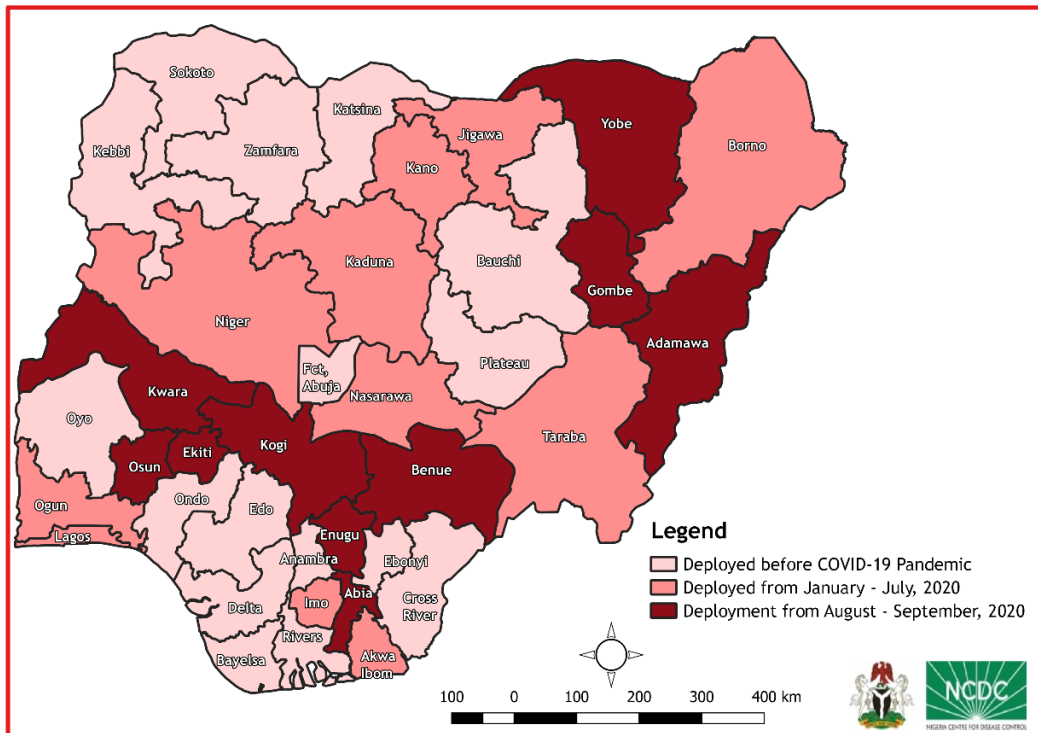 Sokoto
Katsina
Kebbi
Zamfara
Jigawa
Kano
Yobe
Borno
Kaduna
Bauchi
Gombe
Niger
Adamawa
Plateau
Fct,
Abuja
Nasarawa
Kwara
Oyo
Taraba
Kogi
Ekiti
Osun
Benue
Ondo
Edo
Ogun
Lagos
Enugu
Anambra
Ebonyi
Abia
Imo
Cross
River
Delta
Rivers
Bayelsa
Akwa
Ibom
Legend
Deployed before COVID-19 Pandemic
Deployed from January - July, 2020
Deployment from August - September, 2020
100 0 100 200 300 400 km
NCDC
NIGERIA CENTRE FOR DISEASE CONTROL